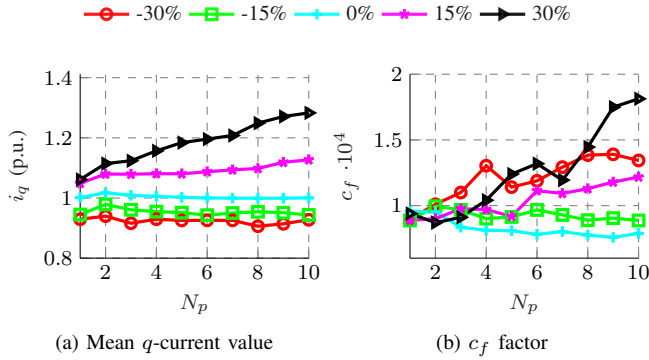 -30% -15% 0% 15% 30%
1.4
1.2
1
0.8
i_q (p.u.)
2 4 6 8 10
N_p
(a) Mean q-current value
2
1.5
1
c_f · 10^4
2 4 6 8 10
N_p
(b) c_f factor